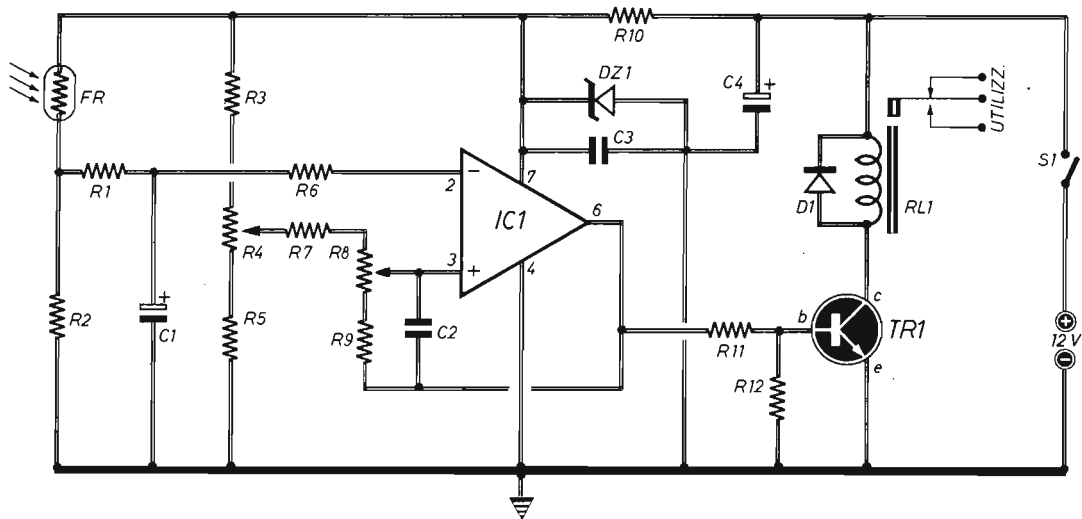 R10
FR
R3
DZ1
C4
+
UTILIZZ.
C3
S1
R1
R6
2
−
7
D1
RL1
IC1
6
R4
R7
R8
3
+
4
R2
+
C1
R5
R9
C2
R11
b
c
TR1
e
R12
+
12 V
−